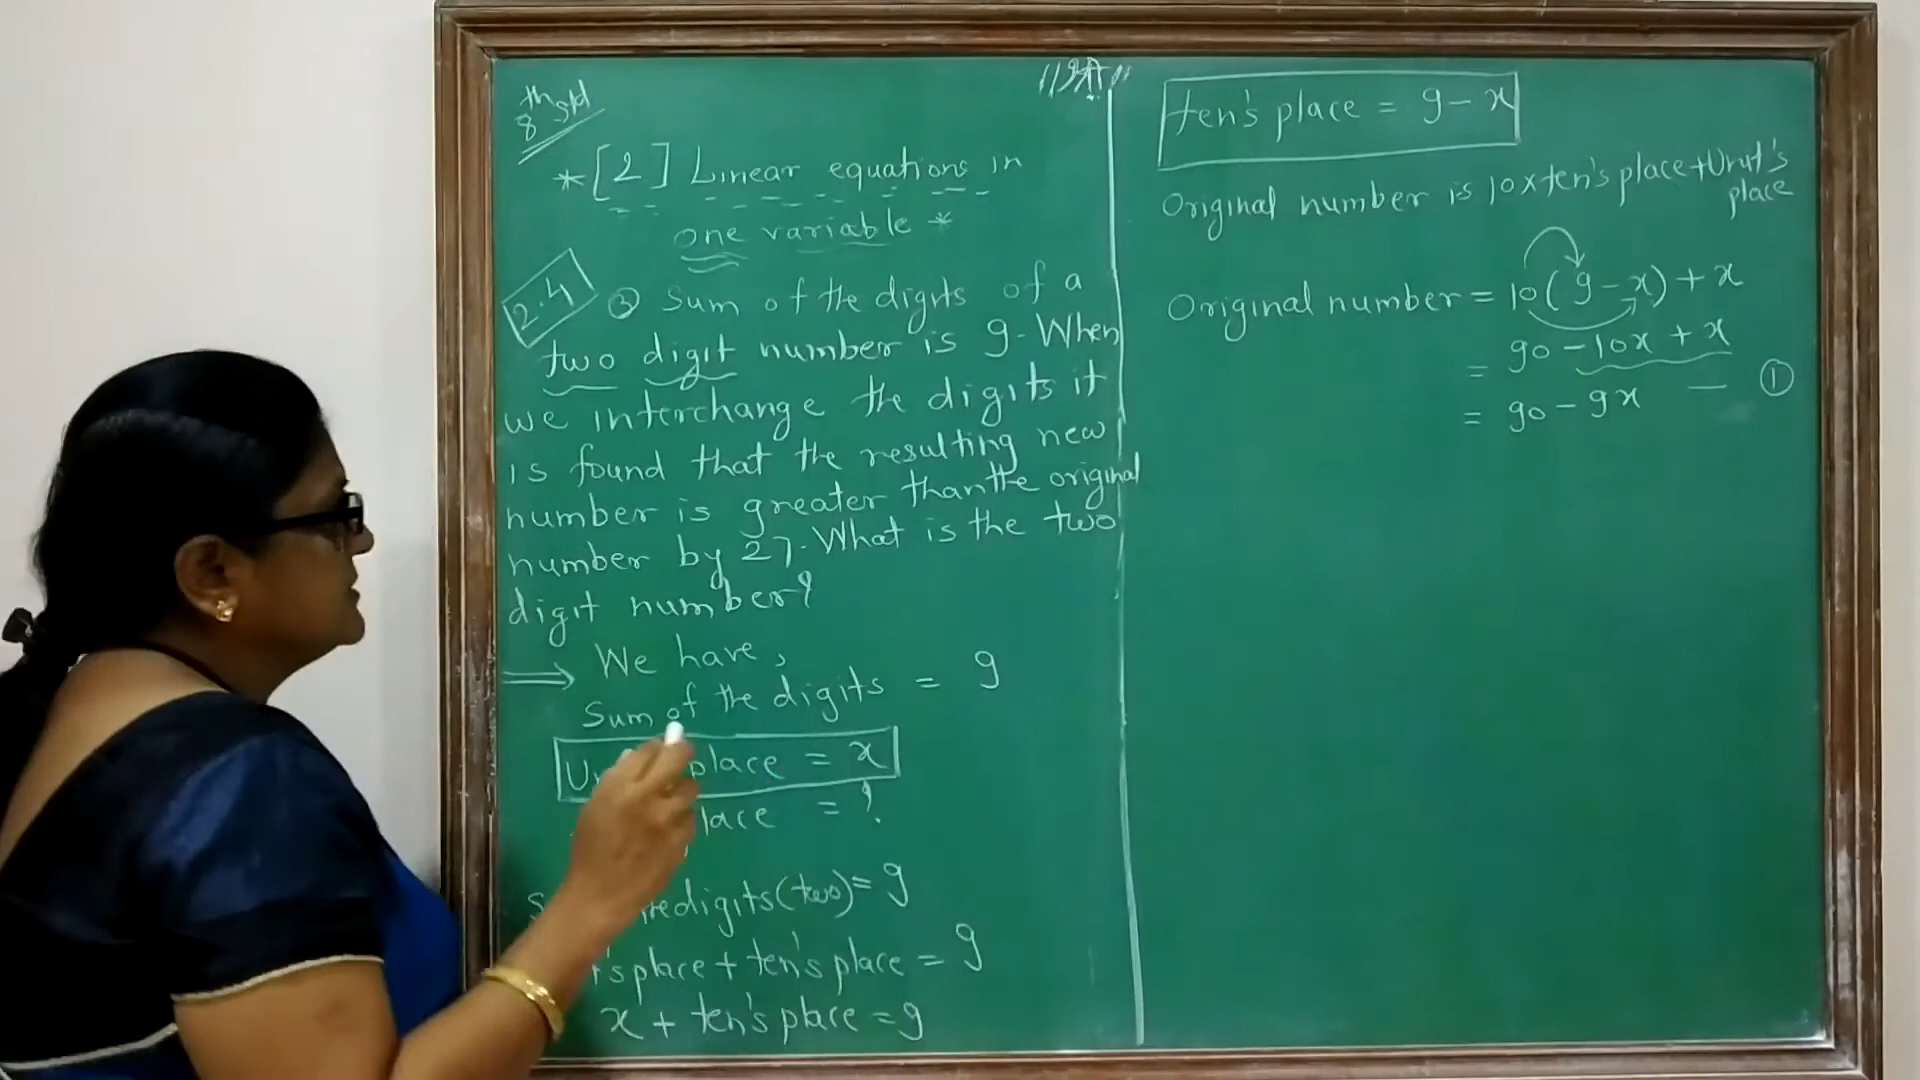 8th std
*[2] Linear equations in
one variable *
2.4
③ Sum of the digits of a
two digit number is 9. When
we interchange the digits it
is found that the resulting new
number is greater than the original
number by 27. What is the two
digit number?
⇒ We have,
Sum of the digits = 9
place = x
place = ?
digits (two) = 9
place + ten's place = 9
x + ten's place = 9
ten's place = 9 - x
Original number is 10 x ten's place + Unit's
place
Original number = 10(9 - x) + x
= 90 - 10x + x
= 90 - 9x — ①